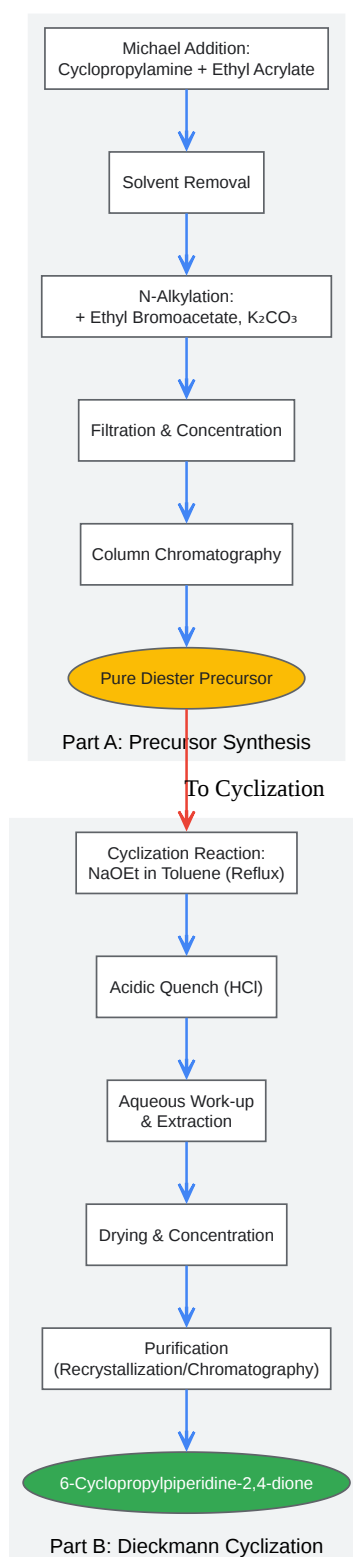 Michael Addition:
Cyclopropylamine + Ethyl Acrylate
Solvent Removal
N-Alkylation:
+ Ethyl Bromoacetate, K₂CO₃
Filtration & Concentration
Column Chromatography
Pure Diester Precursor
Part A: Precursor Synthesis
To Cyclization
Cyclization Reaction:
NaOEt in Toluene (Reflux)
Acidic Quench (HCl)
Aqueous Work-up
& Extraction
Drying & Concentration
Purification
(Recrystallization/Chromatography)
6-Cyclopropylpiperidine-2,4-dione
Part B: Dieckmann Cyclization